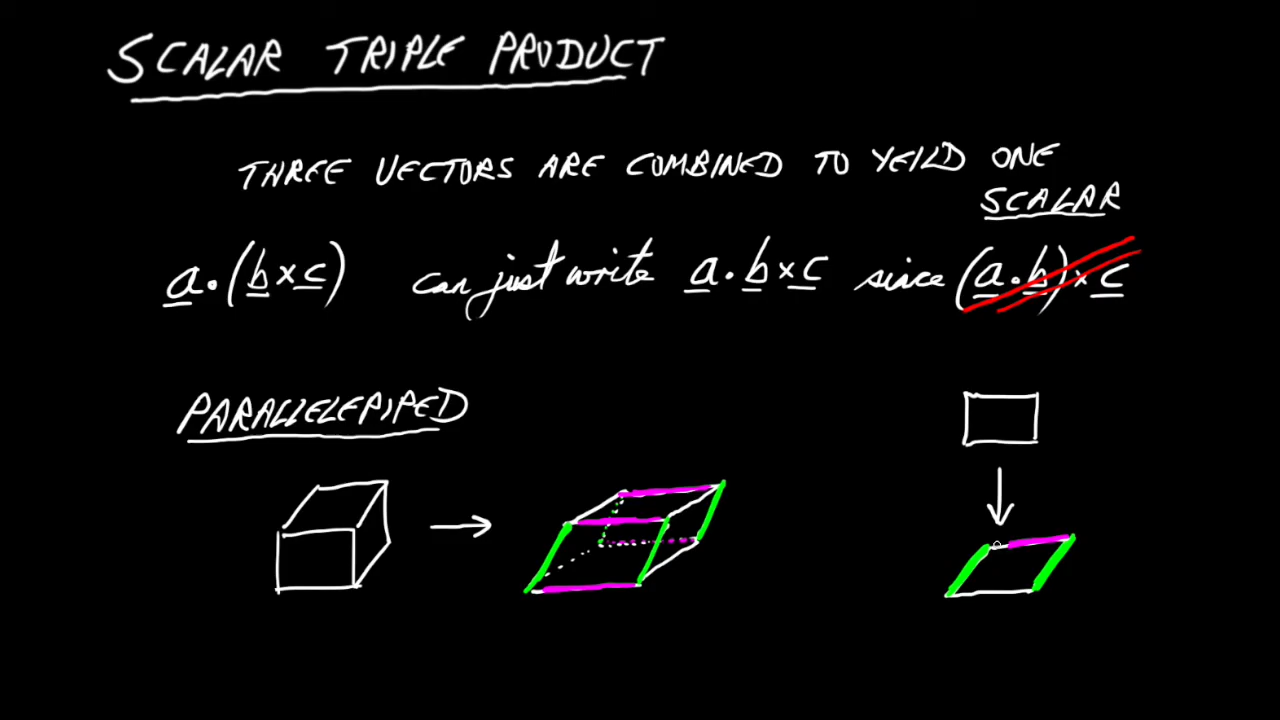 SCALAR TRIPLE PRODUCT
THREE VECTORS ARE COMBINED TO YEILD ONE
SCALAR
a.(b×c) can just write a.b×c since (a.b)×c
PARALLELEPIPED